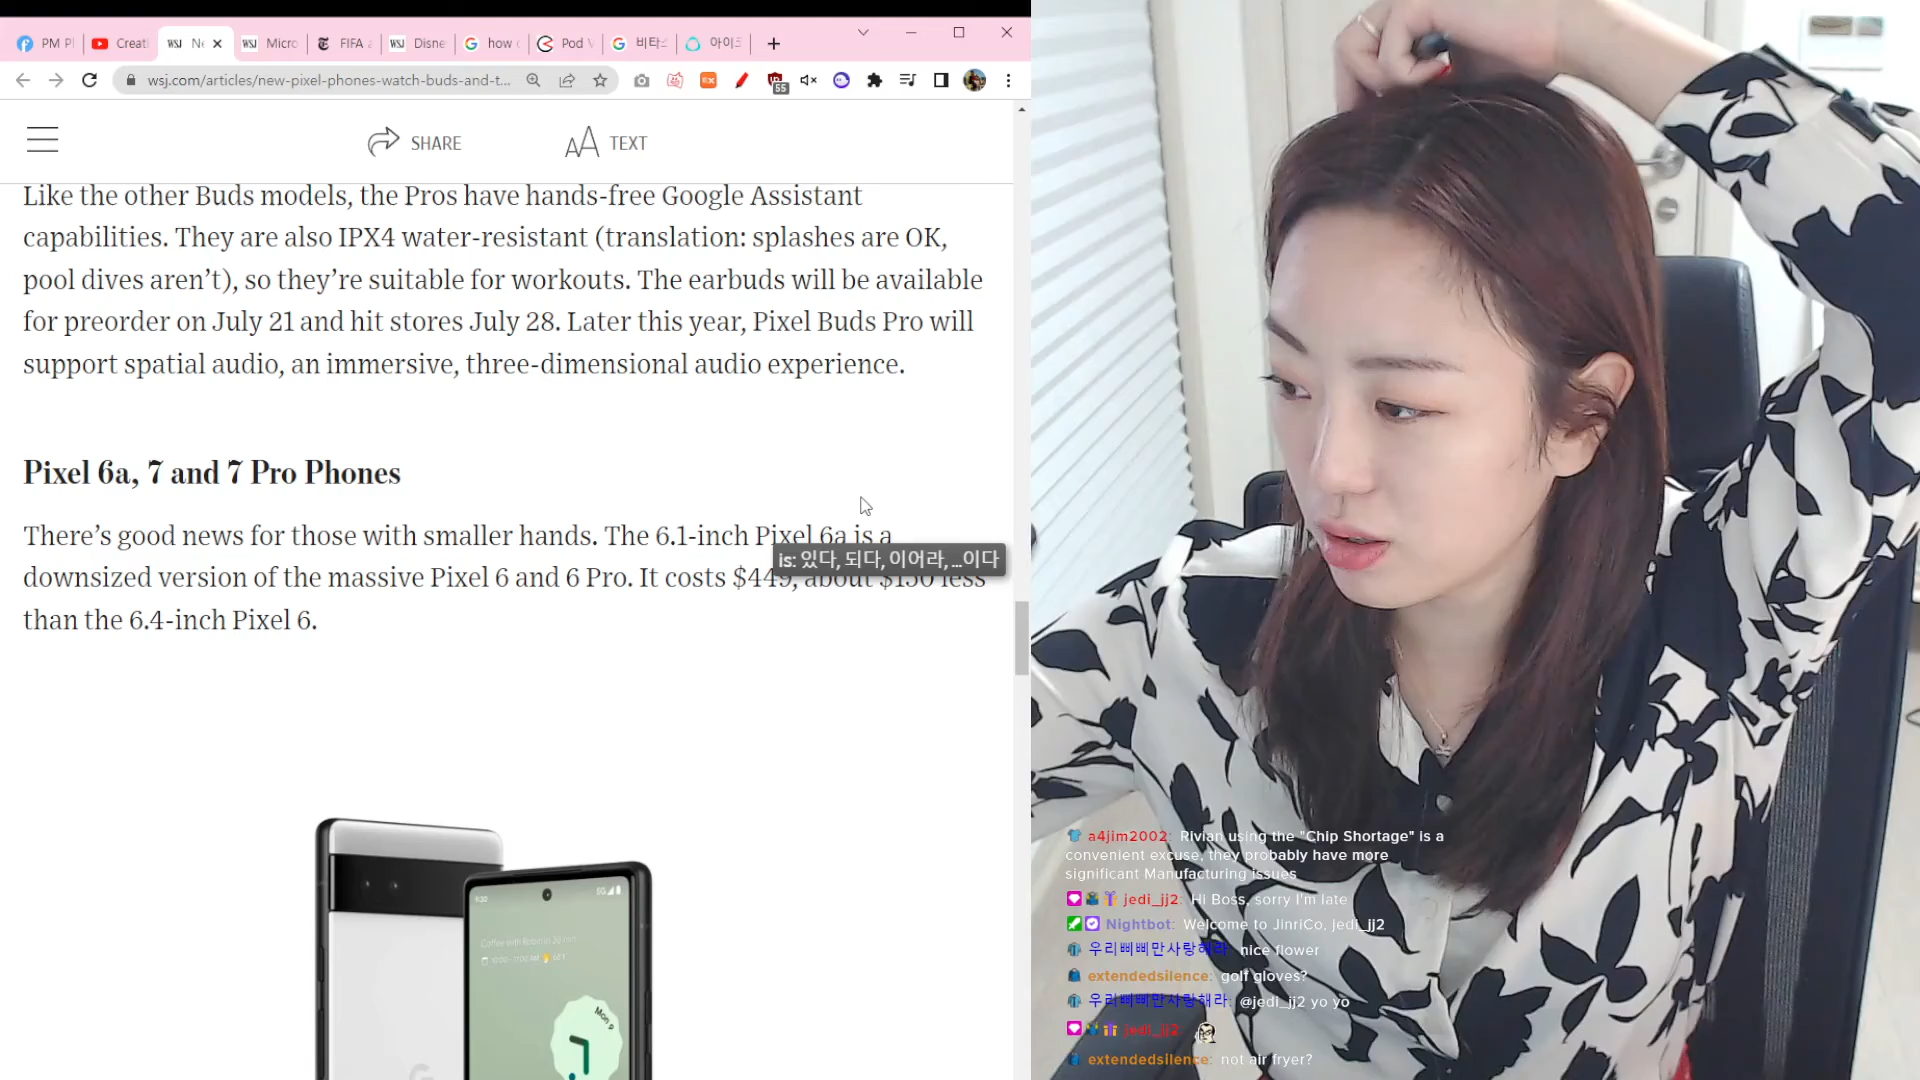 PM P
Creati
WSJ Ne
WSJ Micro
FIFA a
WSJ Disne
how
Pod V
비타
아이
wsj.com/articles/new-pixel-phones-watch-buds-and-t...
55
SHARE
TEXT
Like the other Buds models, the Pros have hands-free Google Assistant
capabilities. They are also IPX4 water-resistant (translation: splashes are OK,
pool dives aren’t), so they’re suitable for workouts. The earbuds will be available
for preorder on July 21 and hit stores July 28. Later this year, Pixel Buds Pro will
support spatial audio, an immersive, three-dimensional audio experience.
Pixel 6a, 7 and 7 Pro Phones
There’s good news for those with smaller hands. The 6.1-inch Pixel 6a is a
is: 있다, 되다, 이어라, ...이다
downsized version of the massive Pixel 6 and 6 Pro. It costs $449, about $150 less
than the 6.4-inch Pixel 6.
5G
Mon 9
a4jim2002: Rivian using the "Chip Shortage" is a
convenient excuse, they probably have more
significant Manufacturing issues
jedi_jj2: Hi Boss, sorry I'm late
Nightbot: Welcome to JinriCo, jedi_jj2
우리삐삐만사랑해라: nice flower
extendedsilence: golf gloves?
우리삐삐만사랑해라: @jedi_jj2 yo yo
jedi_jj2:
extendedsilence: not air fryer?